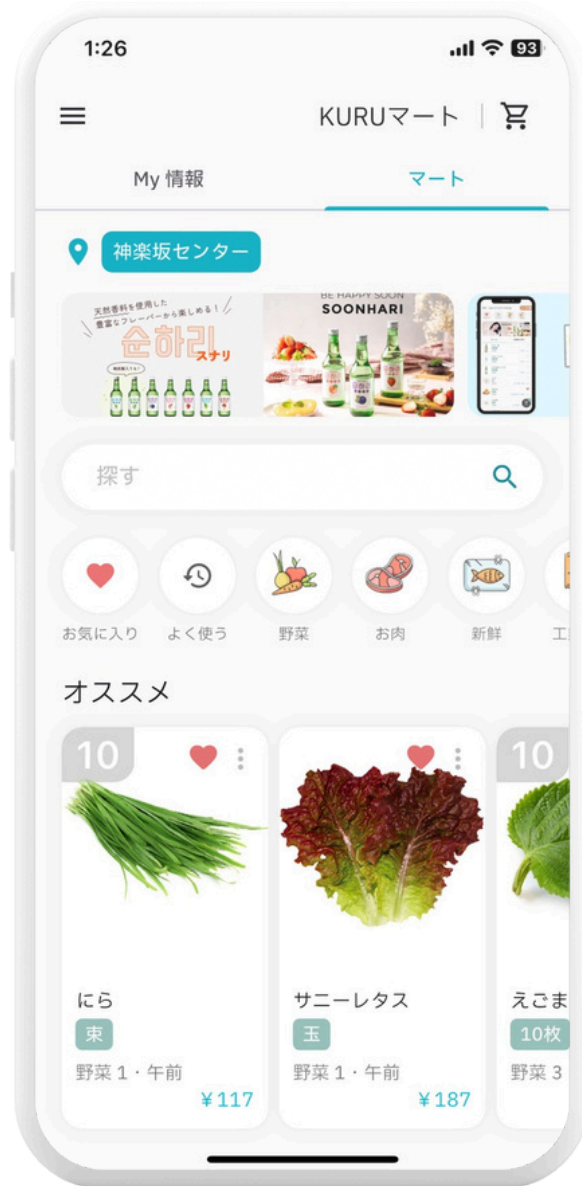 1:26
93
KURUマート
My 情報
マート
神楽坂センター
天然香料を使用した
豊富なフレーバーから楽しめる！
순하리
スナリ
BE HAPPY SOON
SOONHARI
探す
お気に入り
よく使う
野菜
お肉
新鮮
オススメ
10
10
にら
サニーレタス
えごま
束
玉
10枚
野菜 1・午前
野菜 1・午前
野菜 3
¥117
¥187